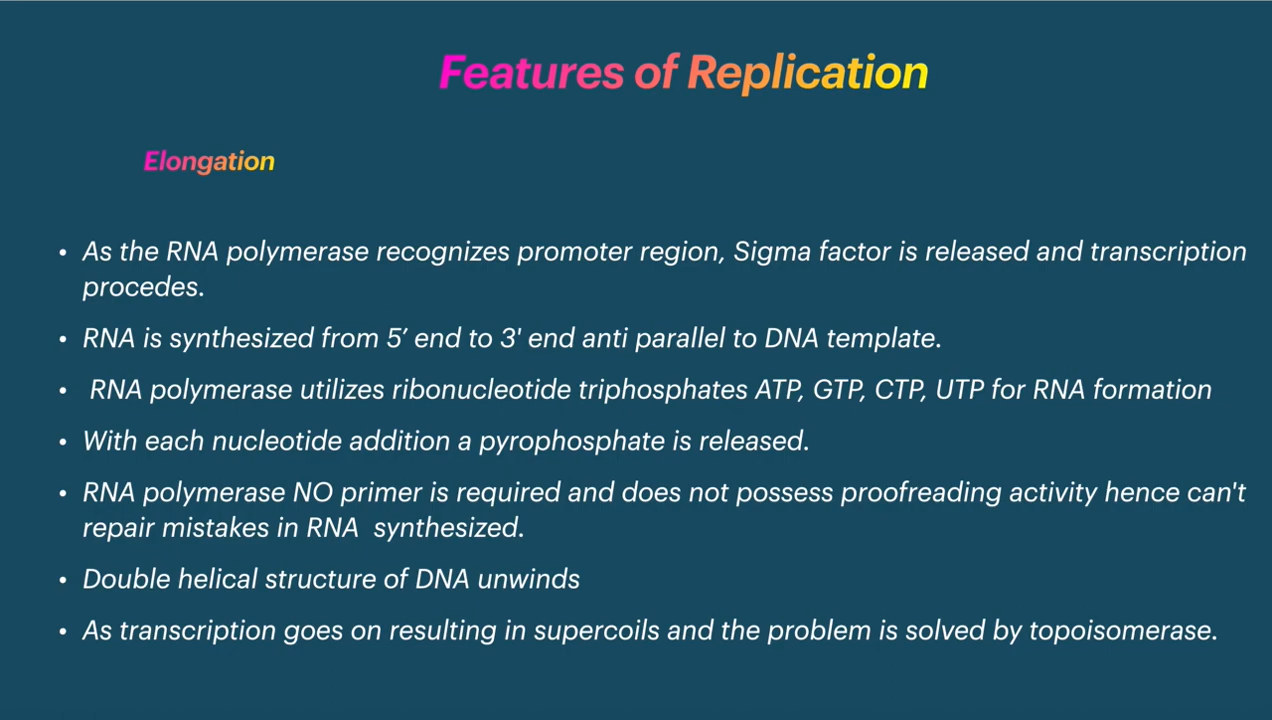 Features of Replication
Elongation
• As the RNA polymerase recognizes promoter region, Sigma factor is released and transcription
procedes.
• RNA is synthesized from 5’ end to 3' end anti parallel to DNA template.
• RNA polymerase utilizes ribonucleotide triphosphates ATP, GTP, CTP, UTP for RNA formation
• With each nucleotide addition a pyrophosphate is released.
• RNA polymerase NO primer is required and does not possess proofreading activity hence can't
repair mistakes in RNA  synthesized.
• Double helical structure of DNA unwinds
• As transcription goes on resulting in supercoils and the problem is solved by topoisomerase.